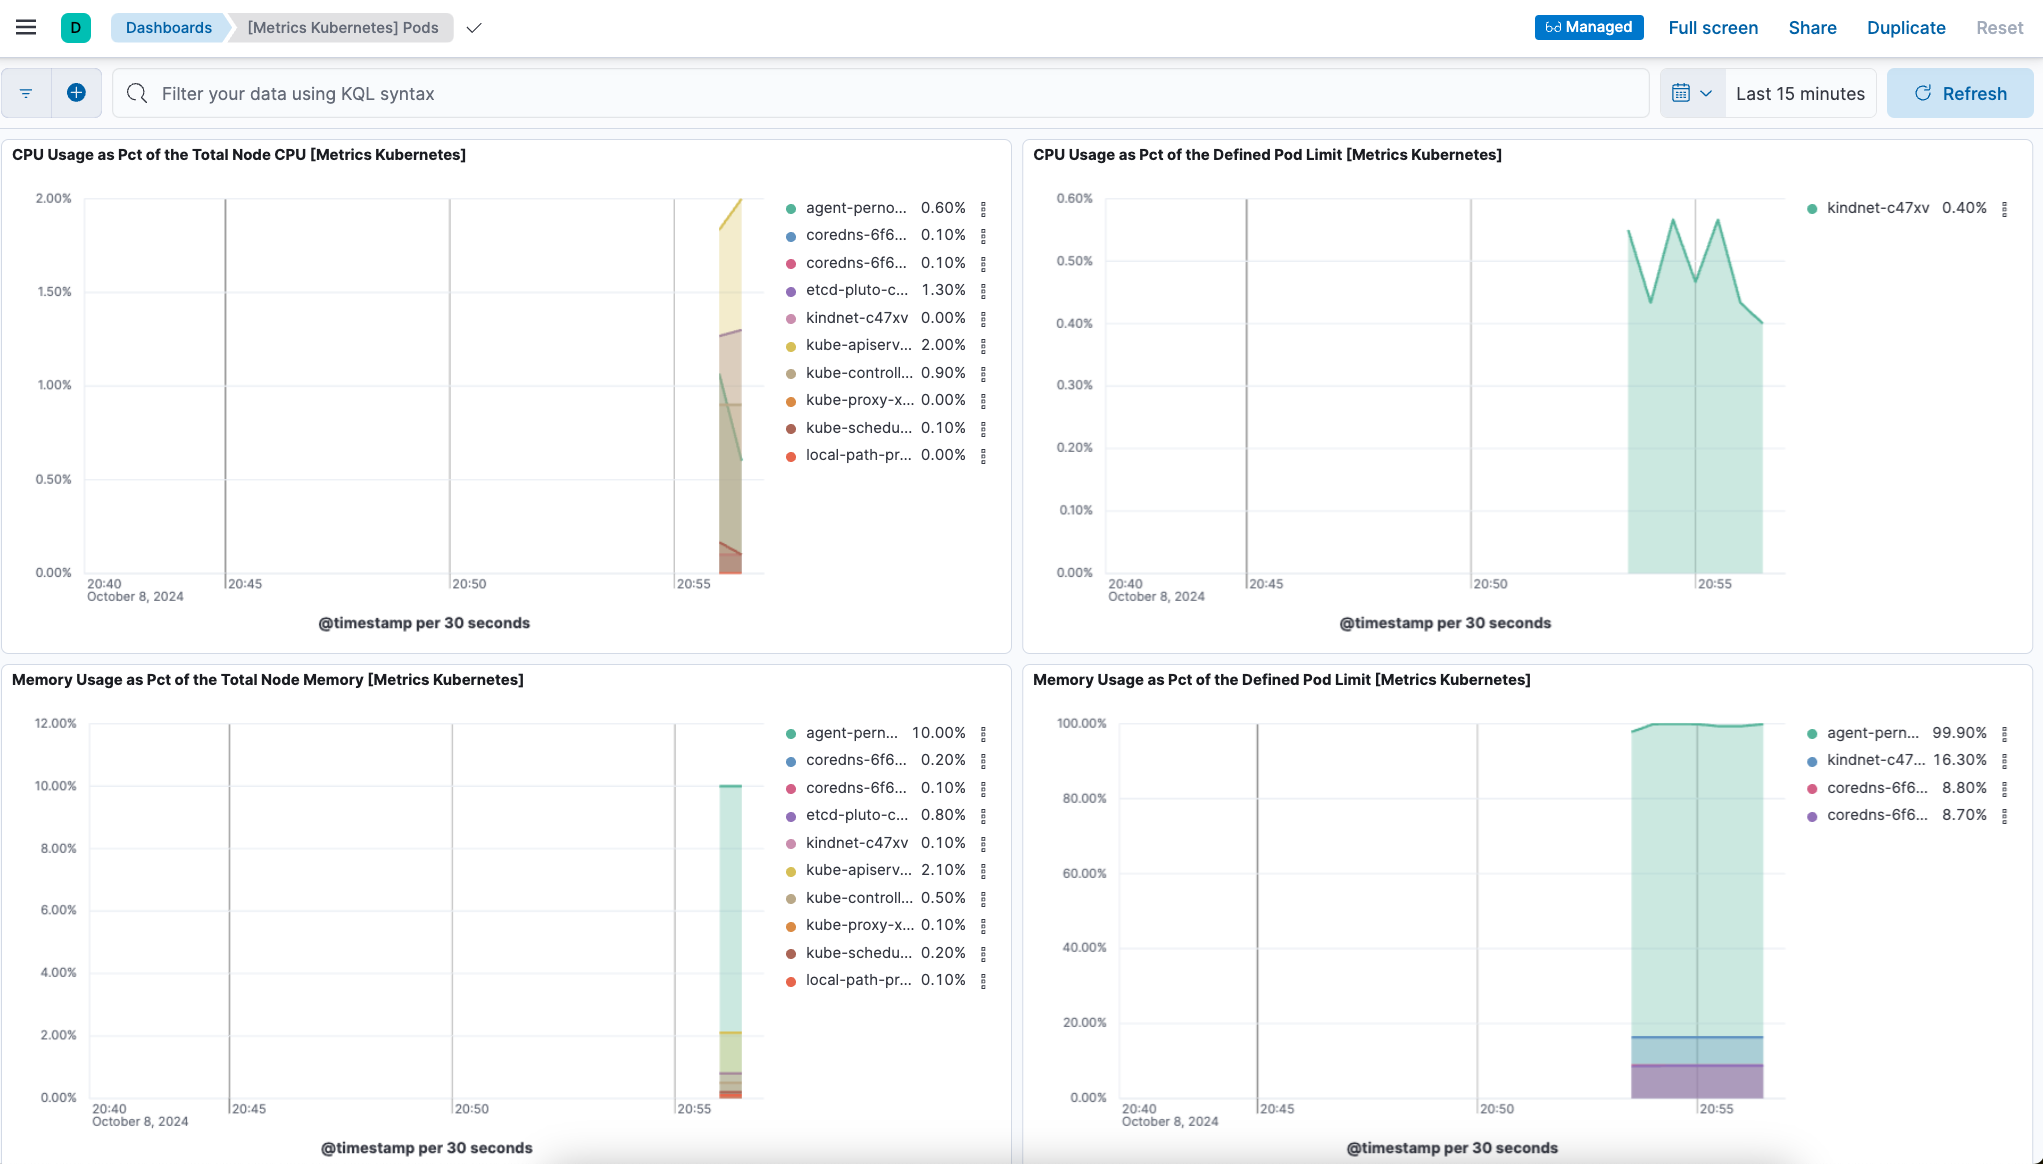 D Dashboards [Metrics Kubernetes] Pods Managed Full screen Share Duplicate Reset
Filter your data using KQL syntax Last 15 minutes Refresh
CPU Usage as Pct of the Total Node CPU [Metrics Kubernetes]
2.00%
1.50%
1.00%
0.50%
0.00%
20:40 20:45 20:50 20:55
October 8, 2024
@timestamp per 30 seconds
agent-perno... 0.60%
coredns-6f6... 0.10%
coredns-6f6... 0.10%
etcd-pluto-c... 1.30%
kindnet-c47xv 0.00%
kube-apiserv... 2.00%
kube-controll... 0.90%
kube-proxy-x... 0.00%
kube-schedu... 0.10%
local-path-pr... 0.00%
CPU Usage as Pct of the Defined Pod Limit [Metrics Kubernetes]
0.60%
0.50%
0.40%
0.30%
0.20%
0.10%
0.00%
20:40 20:45 20:50 20:55
October 8, 2024
@timestamp per 30 seconds
kindnet-c47xv 0.40%
Memory Usage as Pct of the Total Node Memory [Metrics Kubernetes]
12.00%
10.00%
8.00%
6.00%
4.00%
2.00%
0.00%
20:40 20:45 20:50 20:55
October 8, 2024
@timestamp per 30 seconds
agent-pern... 10.00%
coredns-6f6... 0.20%
coredns-6f6... 0.10%
etcd-pluto-c... 0.80%
kindnet-c47xv 0.10%
kube-apiserv... 2.10%
kube-controll... 0.50%
kube-proxy-x... 0.10%
kube-schedu... 0.20%
local-path-pr... 0.10%
Memory Usage as Pct of the Defined Pod Limit [Metrics Kubernetes]
100.00%
80.00%
60.00%
40.00%
20.00%
0.00%
20:40 20:45 20:50 20:55
October 8, 2024
@timestamp per 30 seconds
agent-pern... 99.90%
kindnet-c47... 16.30%
coredns-6f6... 8.80%
coredns-6f6... 8.70%